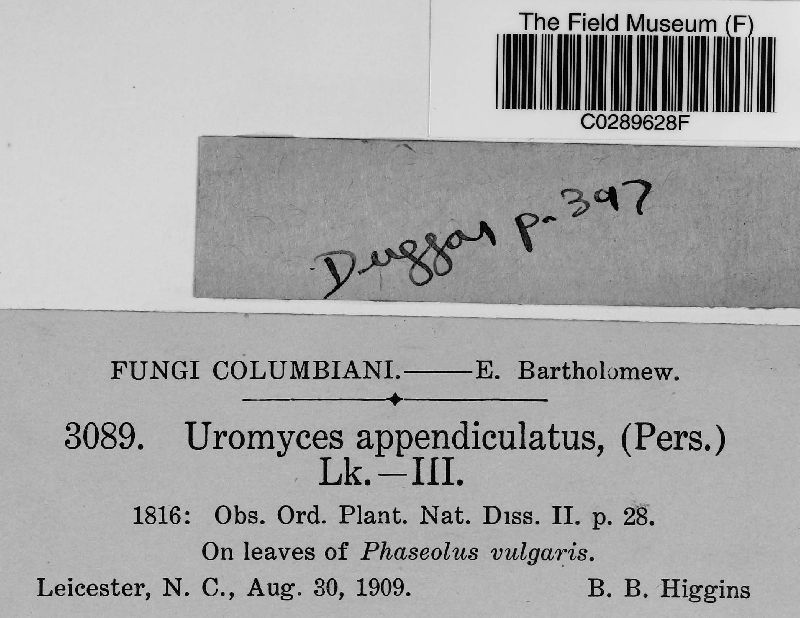 The Field Museum (F)
C0289628F
Duggar p. 397
FUNGI COLUMBIANI.——E. Bartholomew.
3089. Uromyces appendiculatus, (Pers.)
Lk.—III.
1816: Obs. Ord. Plant. Nat. Diss. II. p. 28.
On leaves of Phaseolus vulgaris.
Leicester, N. C., Aug. 30, 1909. B. B. Higgins